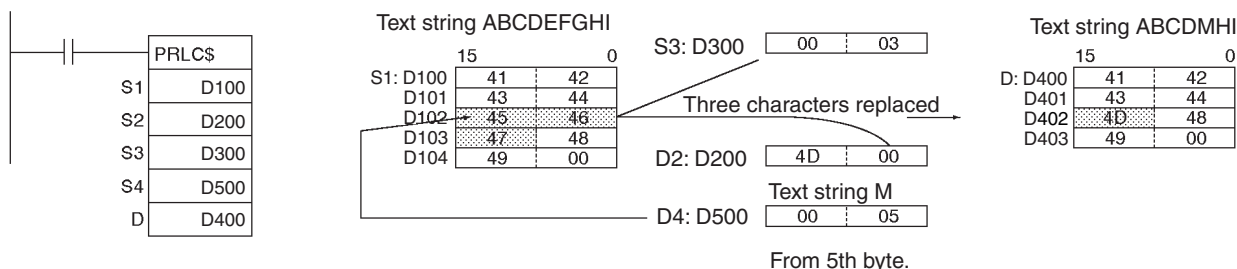 PRLC$
S1 D100
S2 D200
S3 D300
S4 D500
D D400
Text string ABCDEFGHI
15 0
S1: D100 41 42
D101 43 44
D102 45 46
D103 47 48
D104 49 00
S3: D300 00 03
Three characters replaced
D2: D200 4D 00
Text string M
D4: D500 00 05
From 5th byte.
Text string ABCDMHI
15 0
D: D400 41 42
D401 43 44
D402 4D 48
D403 49 00